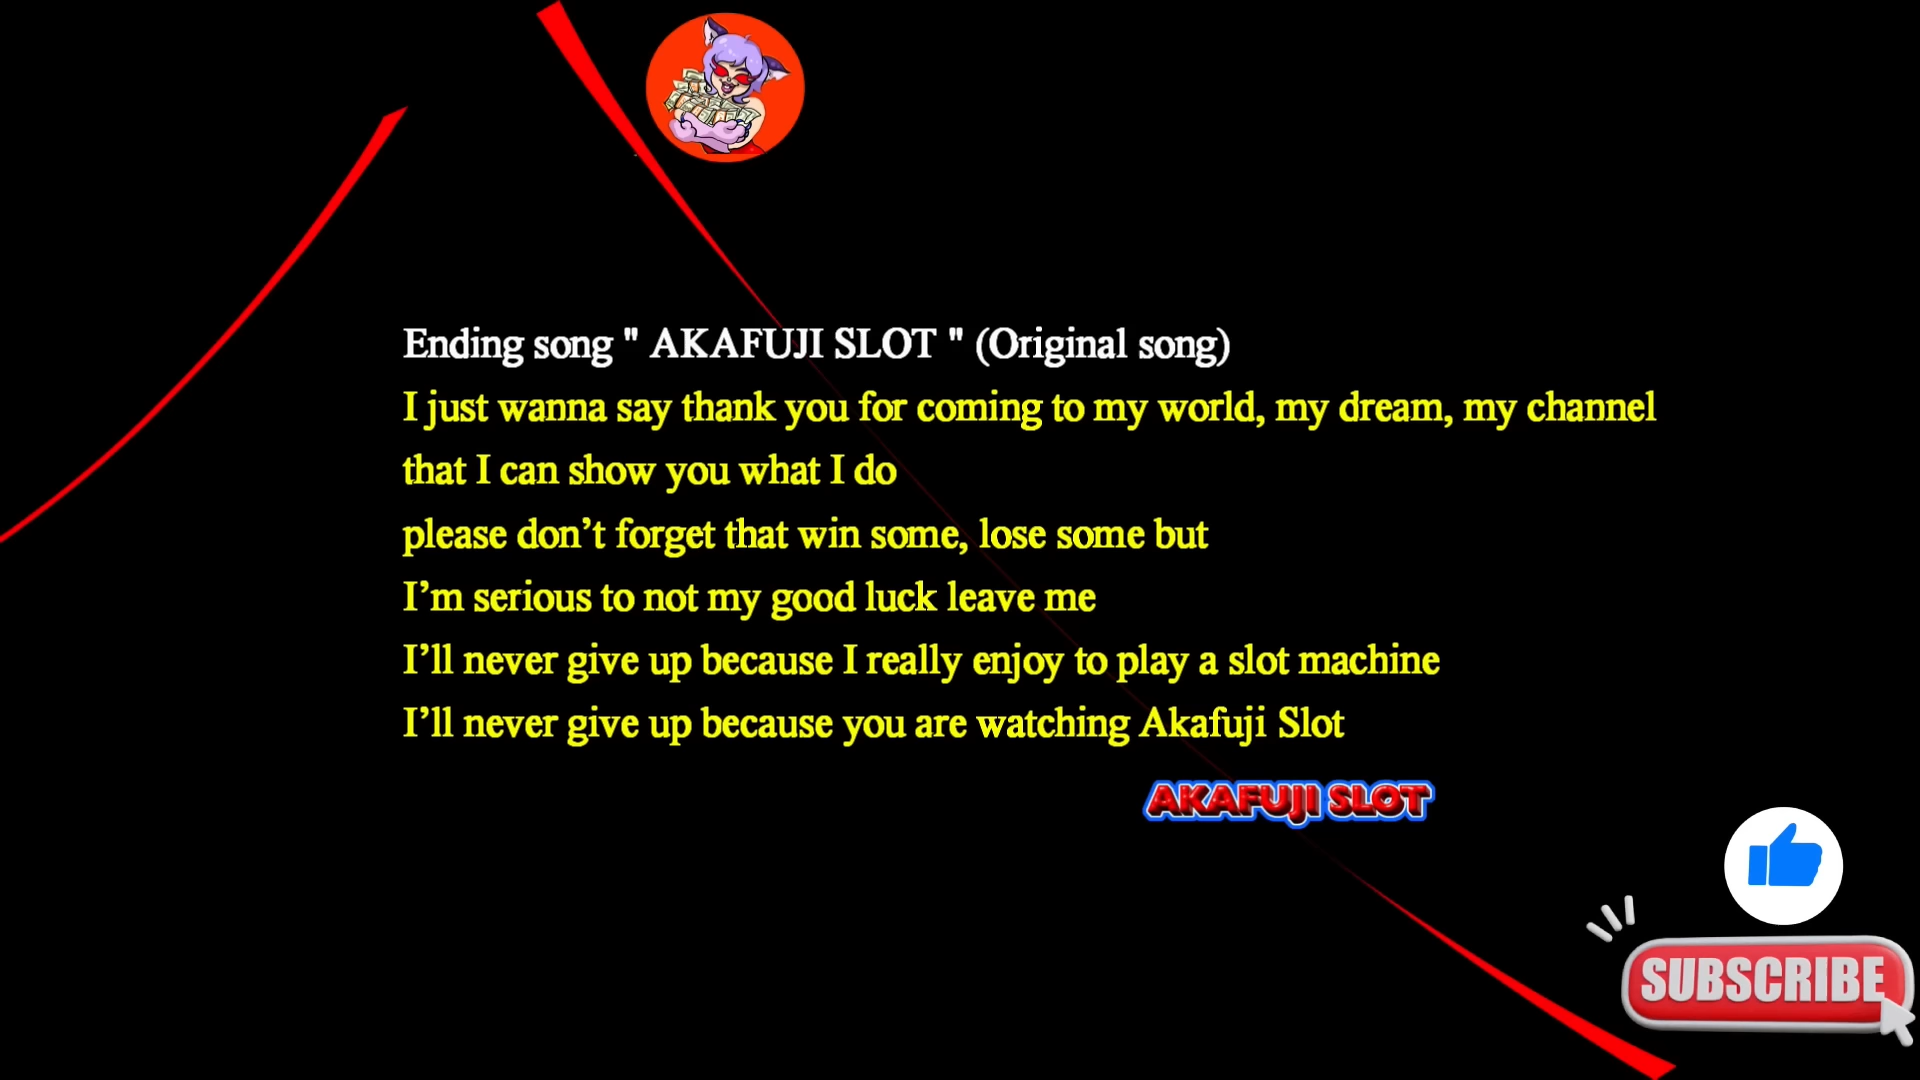 Ending song " AKAFUJI SLOT " (Original song)
I just wanna say thank you for coming to my world, my dream, my channel
that I can show you what I do
please don’t forget that win some, lose some but
I’m serious to not my good luck leave me
I’ll never give up because I really enjoy to play a slot machine
I’ll never give up because you are watching Akafuji Slot
AKAFUJI SLOT
SUBSCRIBE